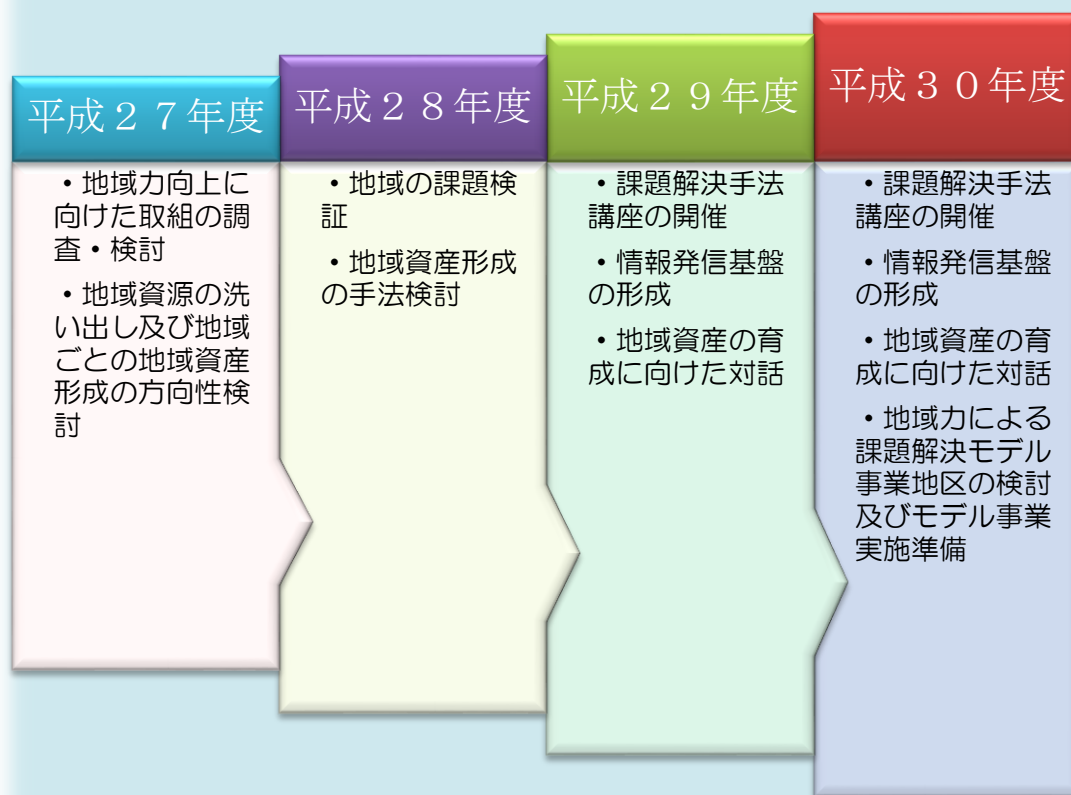 平成２７年度
・地域力向上に
向けた取組の調
査・検討
・地域資源の洗
い出し及び地域
ごとの地域資産
形成の方向性検
討
平成２８年度
・地域の課題検
証
・地域資産形成
の手法検討
平成２９年度
・課題解決手法
講座の開催
・情報発信基盤
の形成
・地域資産の育
成に向けた対話
平成３０年度
・課題解決手法
講座の開催
・情報発信基盤
の形成
・地域資産の育
成に向けた対話
・地域力による
課題解決モデル
事業地区の検討
及びモデル事業
実施準備